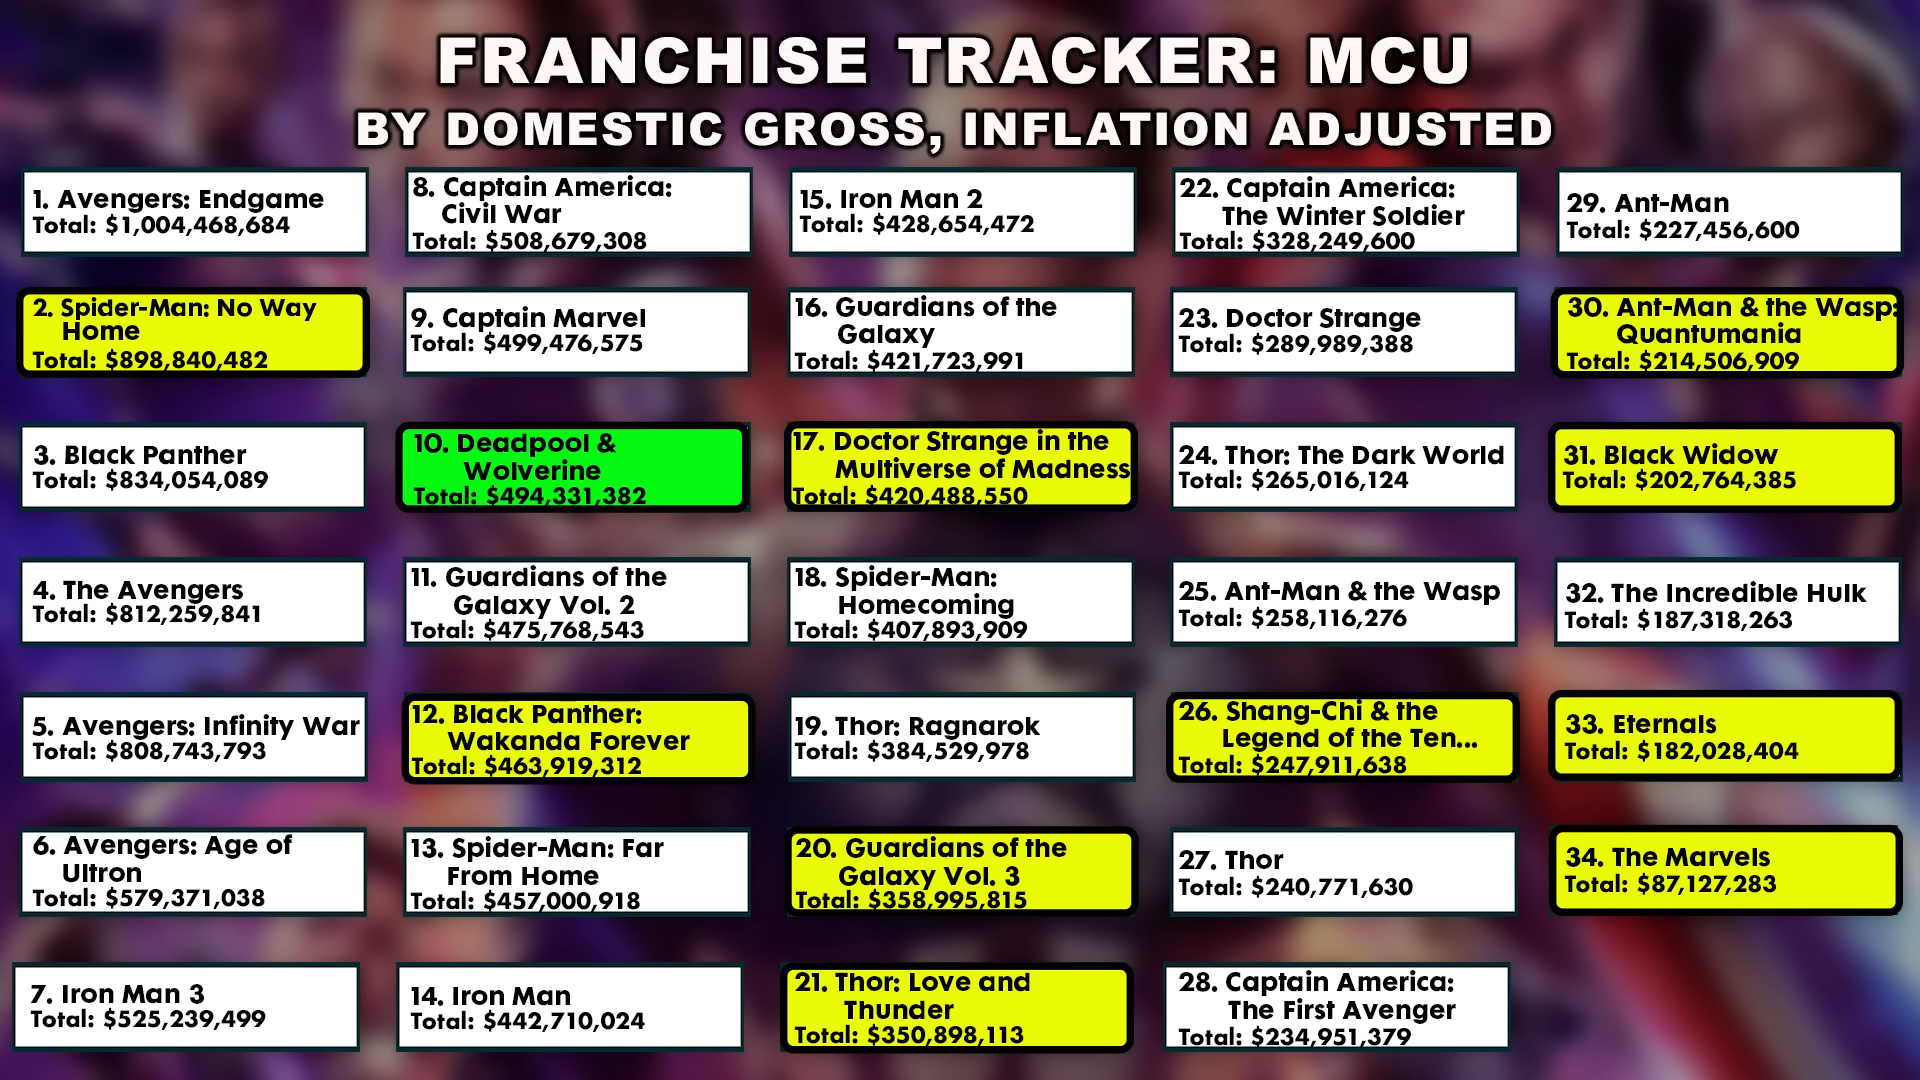 FRANCHISE TRACKER: MCU
BY DOMESTIC GROSS, INFLATION ADJUSTED
1. Avengers: Endgame
Total: $1,004,468,684
2. Spider-Man: No Way
Home
Total: $898,840,482
3. Black Panther
Total: $834,054,089
4. The Avengers
Total: $812,259,841
5. Avengers: Infinity War
Total: $808,743,793
6. Avengers: Age of
Ultron
Total: $579,371,038
7. Iron Man 3
Total: $525,239,499
8. Captain America:
Civil War
Total: $508,679,308
9. Captain Marvel
Total: $499,476,575
10. Deadpool &
Wolverine
Total: $494,331,382
11. Guardians of the
Galaxy Vol. 2
Total: $475,768,543
12. Black Panther:
Wakanda Forever
Total: $463,919,312
13. Spider-Man: Far
From Home
Total: $457,000,918
14. Iron Man
Total: $442,710,024
15. Iron Man 2
Total: $428,654,472
16. Guardians of the
Galaxy
Total: $421,723,991
17. Doctor Strange in the
Multiverse of Madness
Total: $420,488,550
18. Spider-Man:
Homecoming
Total: $407,893,909
19. Thor: Ragnarok
Total: $384,529,978
20. Guardians of the
Galaxy Vol. 3
Total: $358,995,815
21. Thor: Love and
Thunder
Total: $350,898,113
22. Captain America:
The Winter Soldier
Total: $328,249,600
23. Doctor Strange
Total: $289,989,388
24. Thor: The Dark World
Total: $265,016,124
25. Ant-Man & the Wasp
Total: $258,116,276
26. Shang-Chi & the
Legend of the Ten...
Total: $247,911,638
27. Thor
Total: $240,771,630
28. Captain America:
The First Avenger
Total: $234,951,379
29. Ant-Man
Total: $227,456,600
30. Ant-Man & the Wasp:
Quantumania
Total: $214,506,909
31. Black Widow
Total: $202,764,385
32. The Incredible Hulk
Total: $187,318,263
33. Eternals
Total: $182,028,404
34. The Marvels
Total: $87,127,283